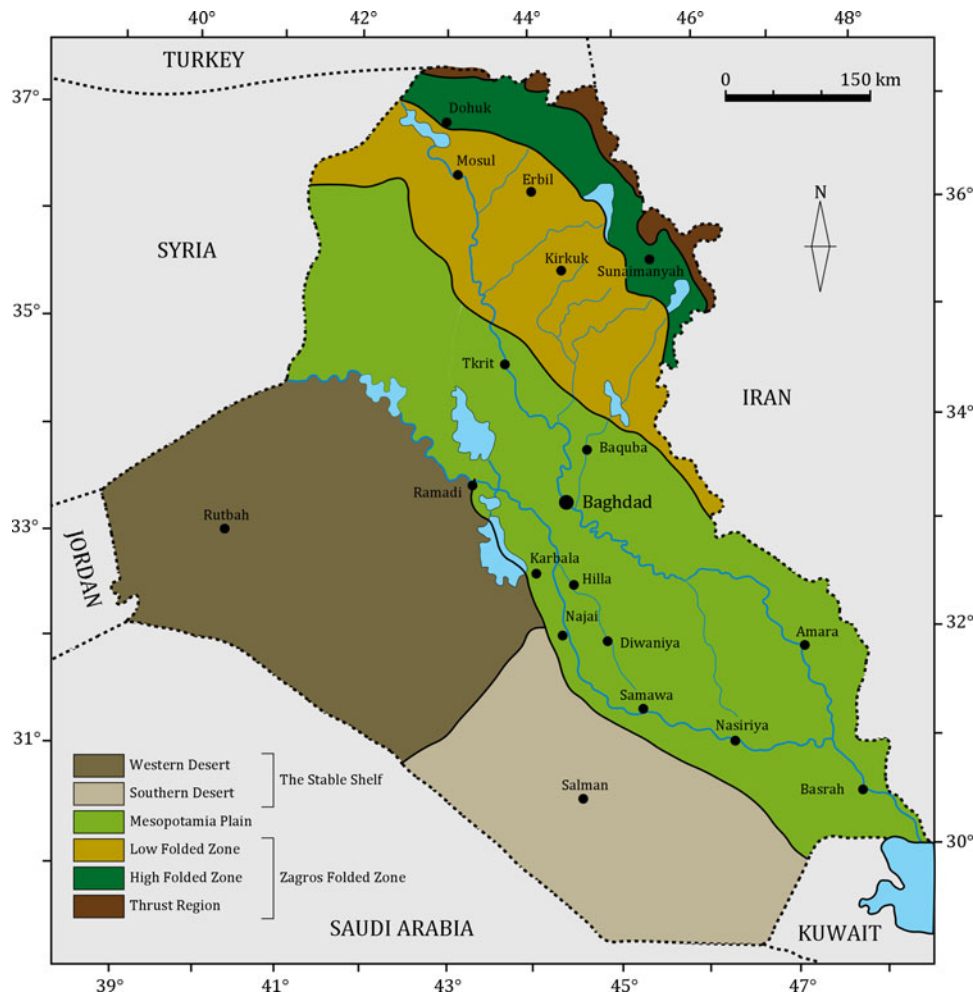 40°
42°
44°
46°
48°
TURKEY
0 150 km
37°
Dohuk
Mosul
Erbil
36°
N
SYRIA
Kirkuk
Sunaimanyah
35°
Tkrit
IRAN
34°
Baquba
Ramadi
Baghdad
33°
Rutbah
JORDAN
Karbala
Hilla
Najai
Diwaniya
Amara
32°
Samawa
Nasiriya
31°
Western Desert
The Stable Shelf
Southern Desert
Salman
Basrah
Mesopotamia Plain
Low Folded Zone
30°
High Folded Zone
Zagros Folded Zone
Thrust Region
SAUDI ARABIA
KUWAIT
39°
41°
43°
45°
47°